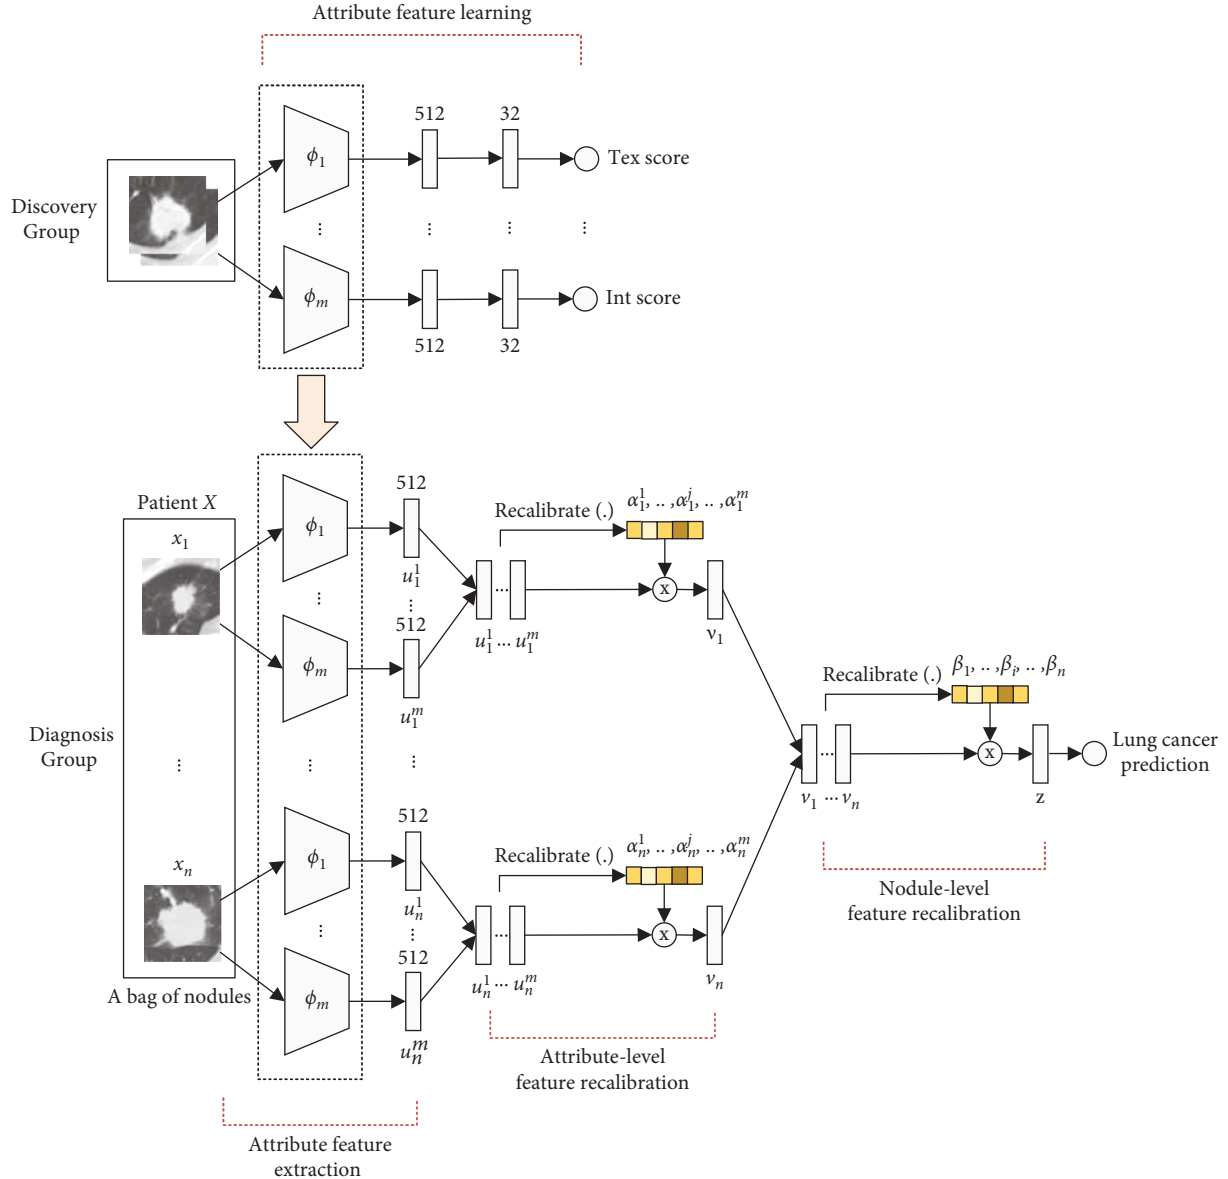 Attribute feature learning
512
32
ϕ₁
Tex score
Discovery
Group
⋮ ⋮ ⋮ ⋮
ϕₘ
Int score
512
32
Patient X
x₁
ϕ₁
512
u₁¹
Recalibrate (.)
α₁¹, .. ,α₁ʲ, .. ,α₁ᵐ
x
⋮
⋮
512
ϕₘ
u₁ᵐ
u₁¹ ... u₁ᵐ
v₁
Recalibrate (.)
β₁, .. ,βᵢ, .. ,βₙ
Diagnosis
Group
⋮ ⋮ ⋮
x
Lung cancer
prediction
v₁ ... vₙ
z
xₙ
ϕ₁
512
uₙ¹
Recalibrate (.)
αₙ¹, .. ,αₙʲ, .. ,αₙᵐ
Nodule-level
feature recalibration
⋮
⋮
x
512
ϕₘ
uₙᵐ
uₙ¹ ... uₙᵐ
vₙ
A bag of nodules
Attribute-level
feature recalibration
Attribute feature
extraction